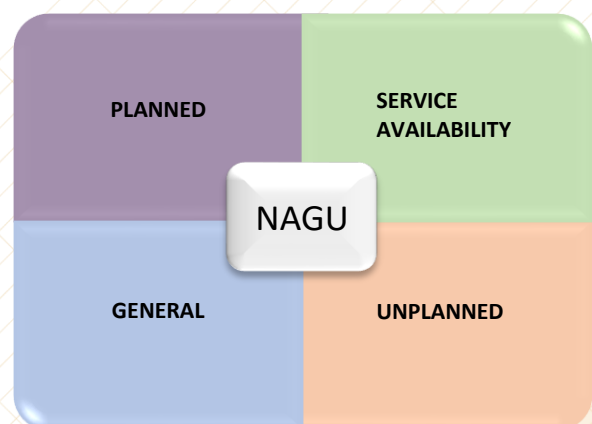 PLANNED
SERVICE
AVAILABILITY
NAGU
GENERAL
UNPLANNED